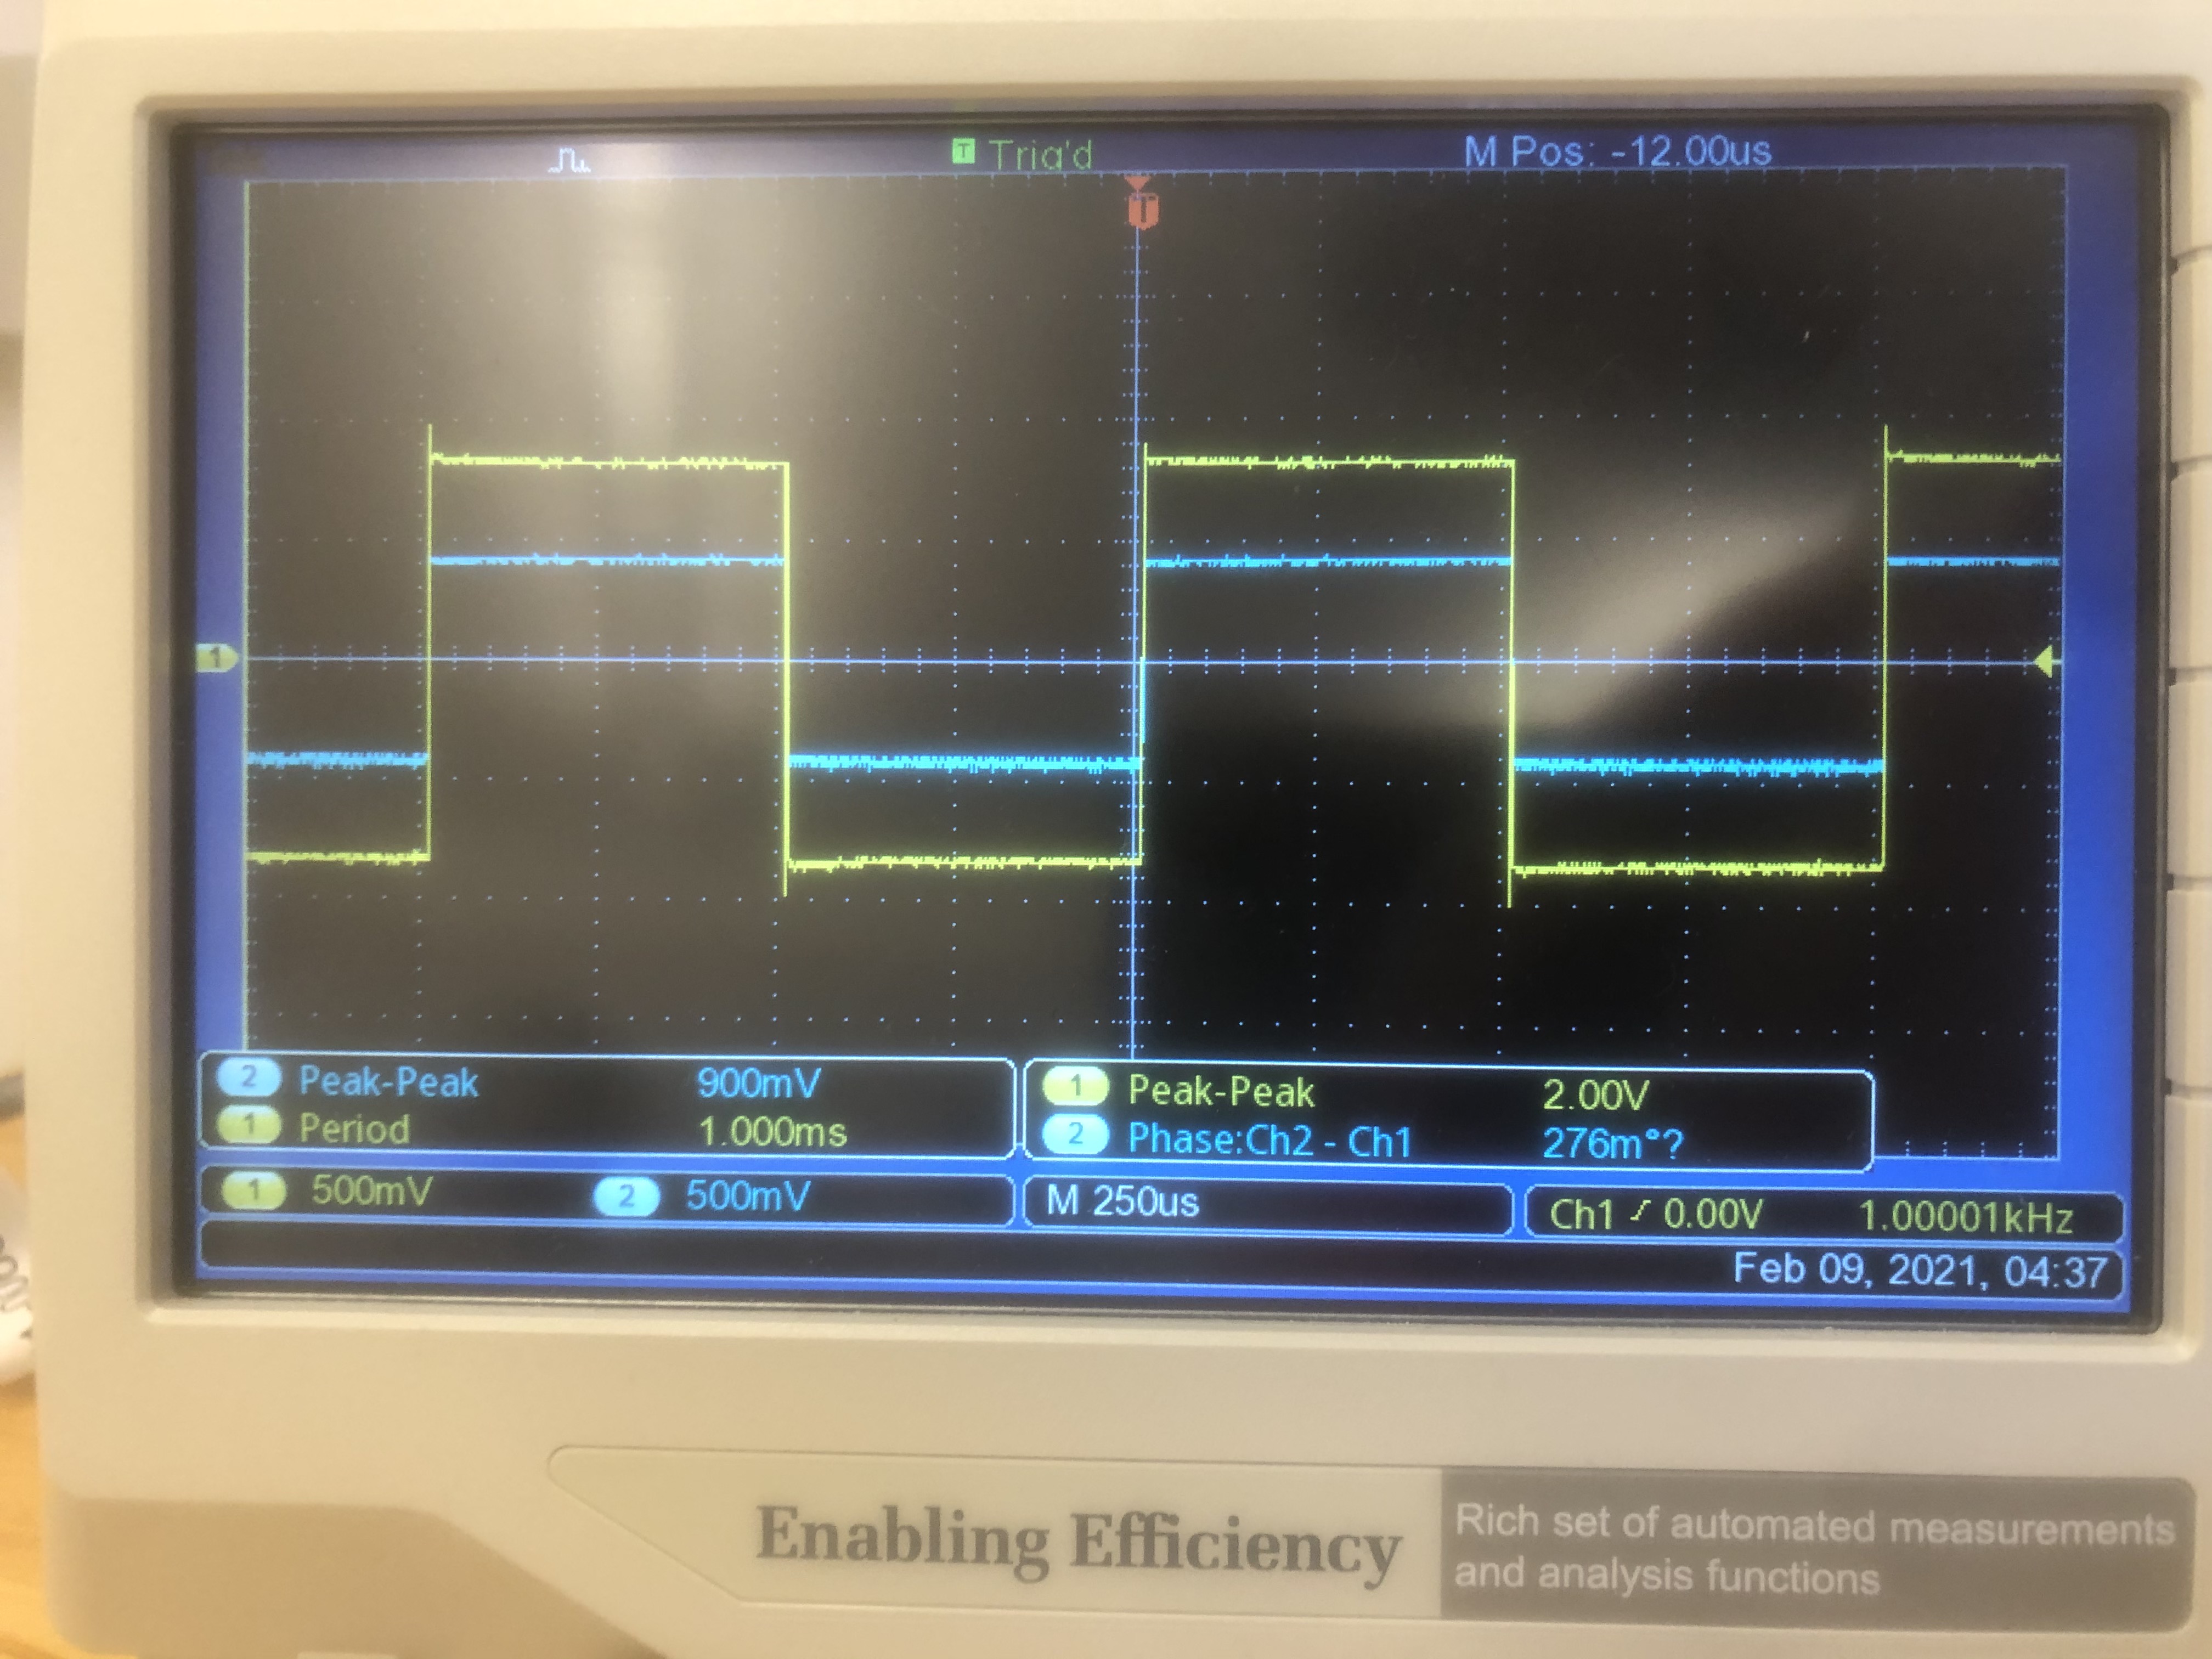 T Trig'd M Pos: -12.00us
T
1
2 Peak-Peak 900mV
1 Period 1.000ms
1 Peak-Peak 2.00V
2 Phase:Ch2 - Ch1 276m°?
1 500mV 2 500mV M 250us Ch1 0.00V 1.00001kHz
Feb 09, 2021, 04:37
Enabling Efficiency
Rich set of automated measurements
and analysis functions